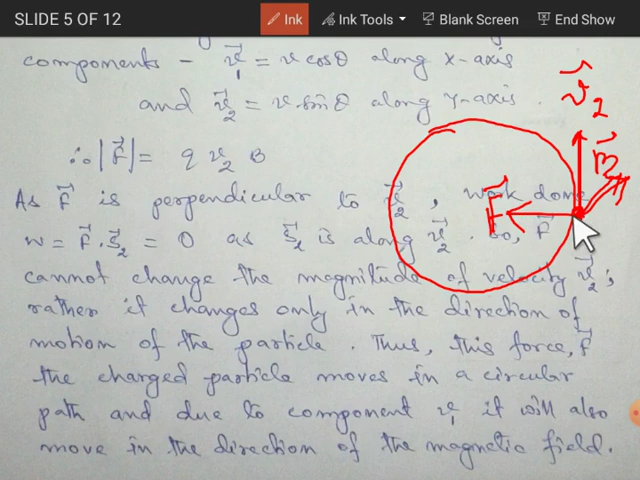 SLIDE 5 OF 12
Ink
Ink Tools
Blank Screen
End Show
components - v⃗₁ = v cosθ along x-axis
and v⃗₂ = v sinθ along Y-axis.
∴ |F⃗| = q v₂ B
As F⃗ is perpendicular to v⃗₂, work done
w = F⃗.S⃗₂ = 0 as S⃗₂ is along v⃗₂. So, F⃗
cannot change the magnitude of velocity v⃗₂;
rather it changes only in the direction of
motion of the particle. Thus, this force, F⃗
the charged particle moves in a circular
path and due to component v₁ it will also
move in the direction of the magnetic field.
v⃗₂
B⃗
F⃗